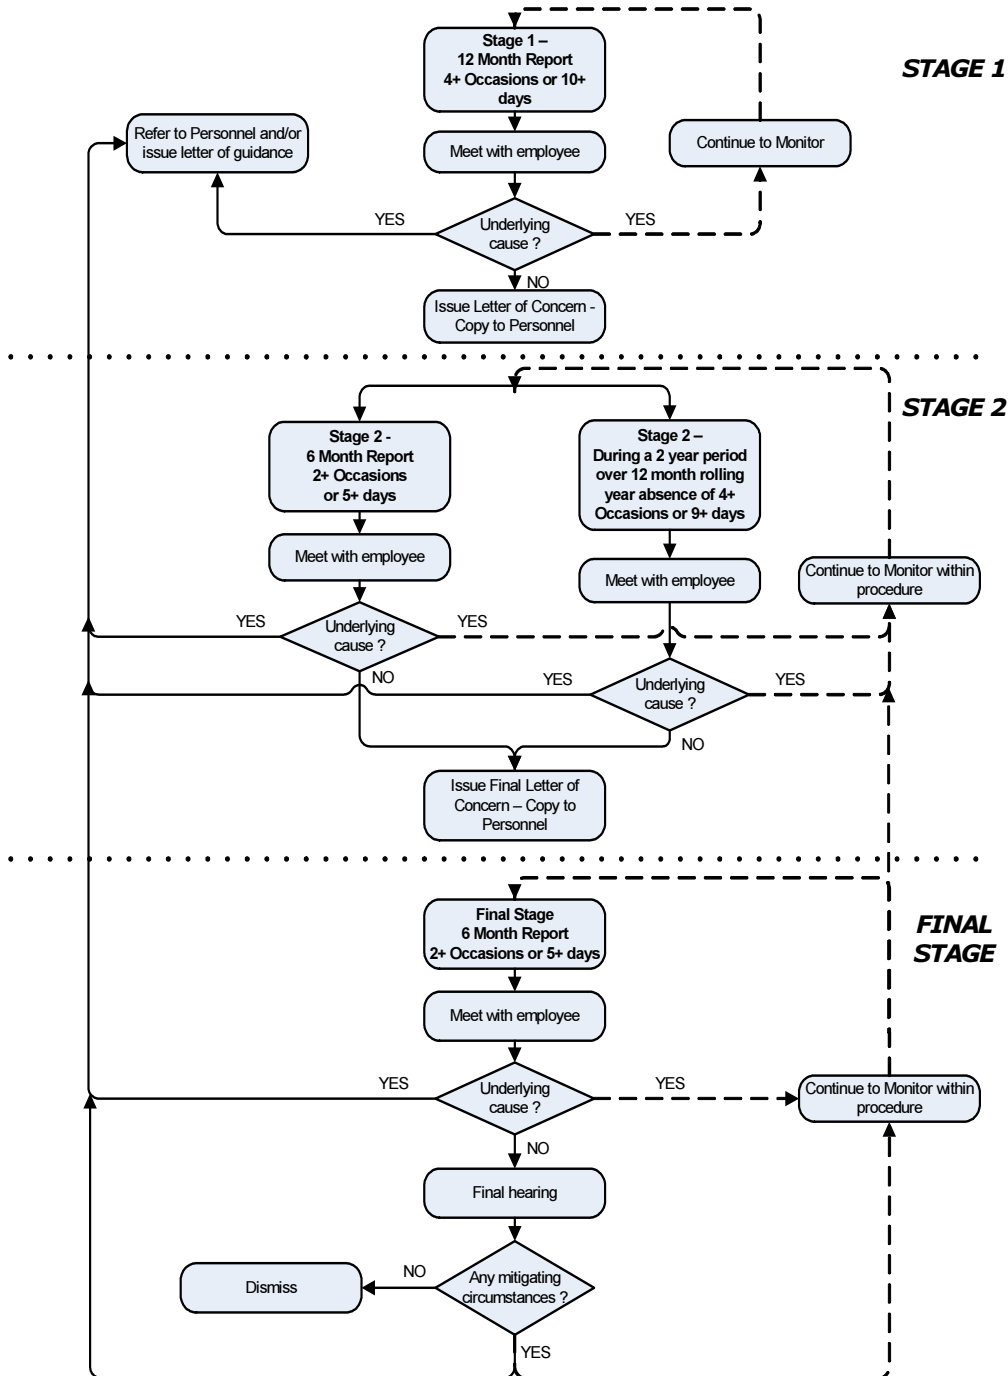 Stage 1 –
12 Month Report
4+ Occasions or 10+
days
STAGE 1
Refer to Personnel and/or
issue letter of guidance
Meet with employee
Continue to Monitor
YES
Underlying
cause ?
YES
NO
Issue Letter of Concern -
Copy to Personnel
STAGE 2
Stage 2 -
6 Month Report
2+ Occasions
or 5+ days
Stage 2 –
During a 2 year period
over 12 month rolling
year absence of 4+
Occasions or 9+ days
Meet with employee
Meet with employee
Continue to Monitor within
procedure
YES
Underlying
cause ?
YES
NO
YES
Underlying
cause ?
YES
NO
Issue Final Letter of
Concern – Copy to
Personnel
Final Stage
6 Month Report
2+ Occasions or 5+ days
FINAL
STAGE
Meet with employee
YES
Underlying
cause ?
YES
Continue to Monitor within
procedure
NO
Final hearing
Dismiss
NO
Any mitigating
circumstances ?
YES